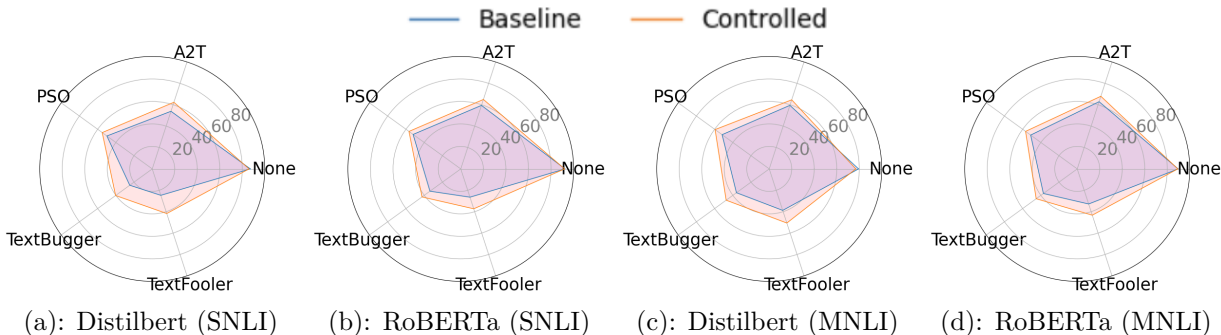 Baseline Controlled
A2T A2T A2T A2T
PSO PSO PSO PSO
80 80 80 80
60 60 60 60
40 40 40 40
20 20 20 20
None None None None
TextBugger TextBugger TextBugger TextBugger
TextFooler TextFooler TextFooler TextFooler
(a): Distilbert (SNLI) (b): RoBERTa (SNLI) (c): Distilbert (MNLI) (d): RoBERTa (MNLI)